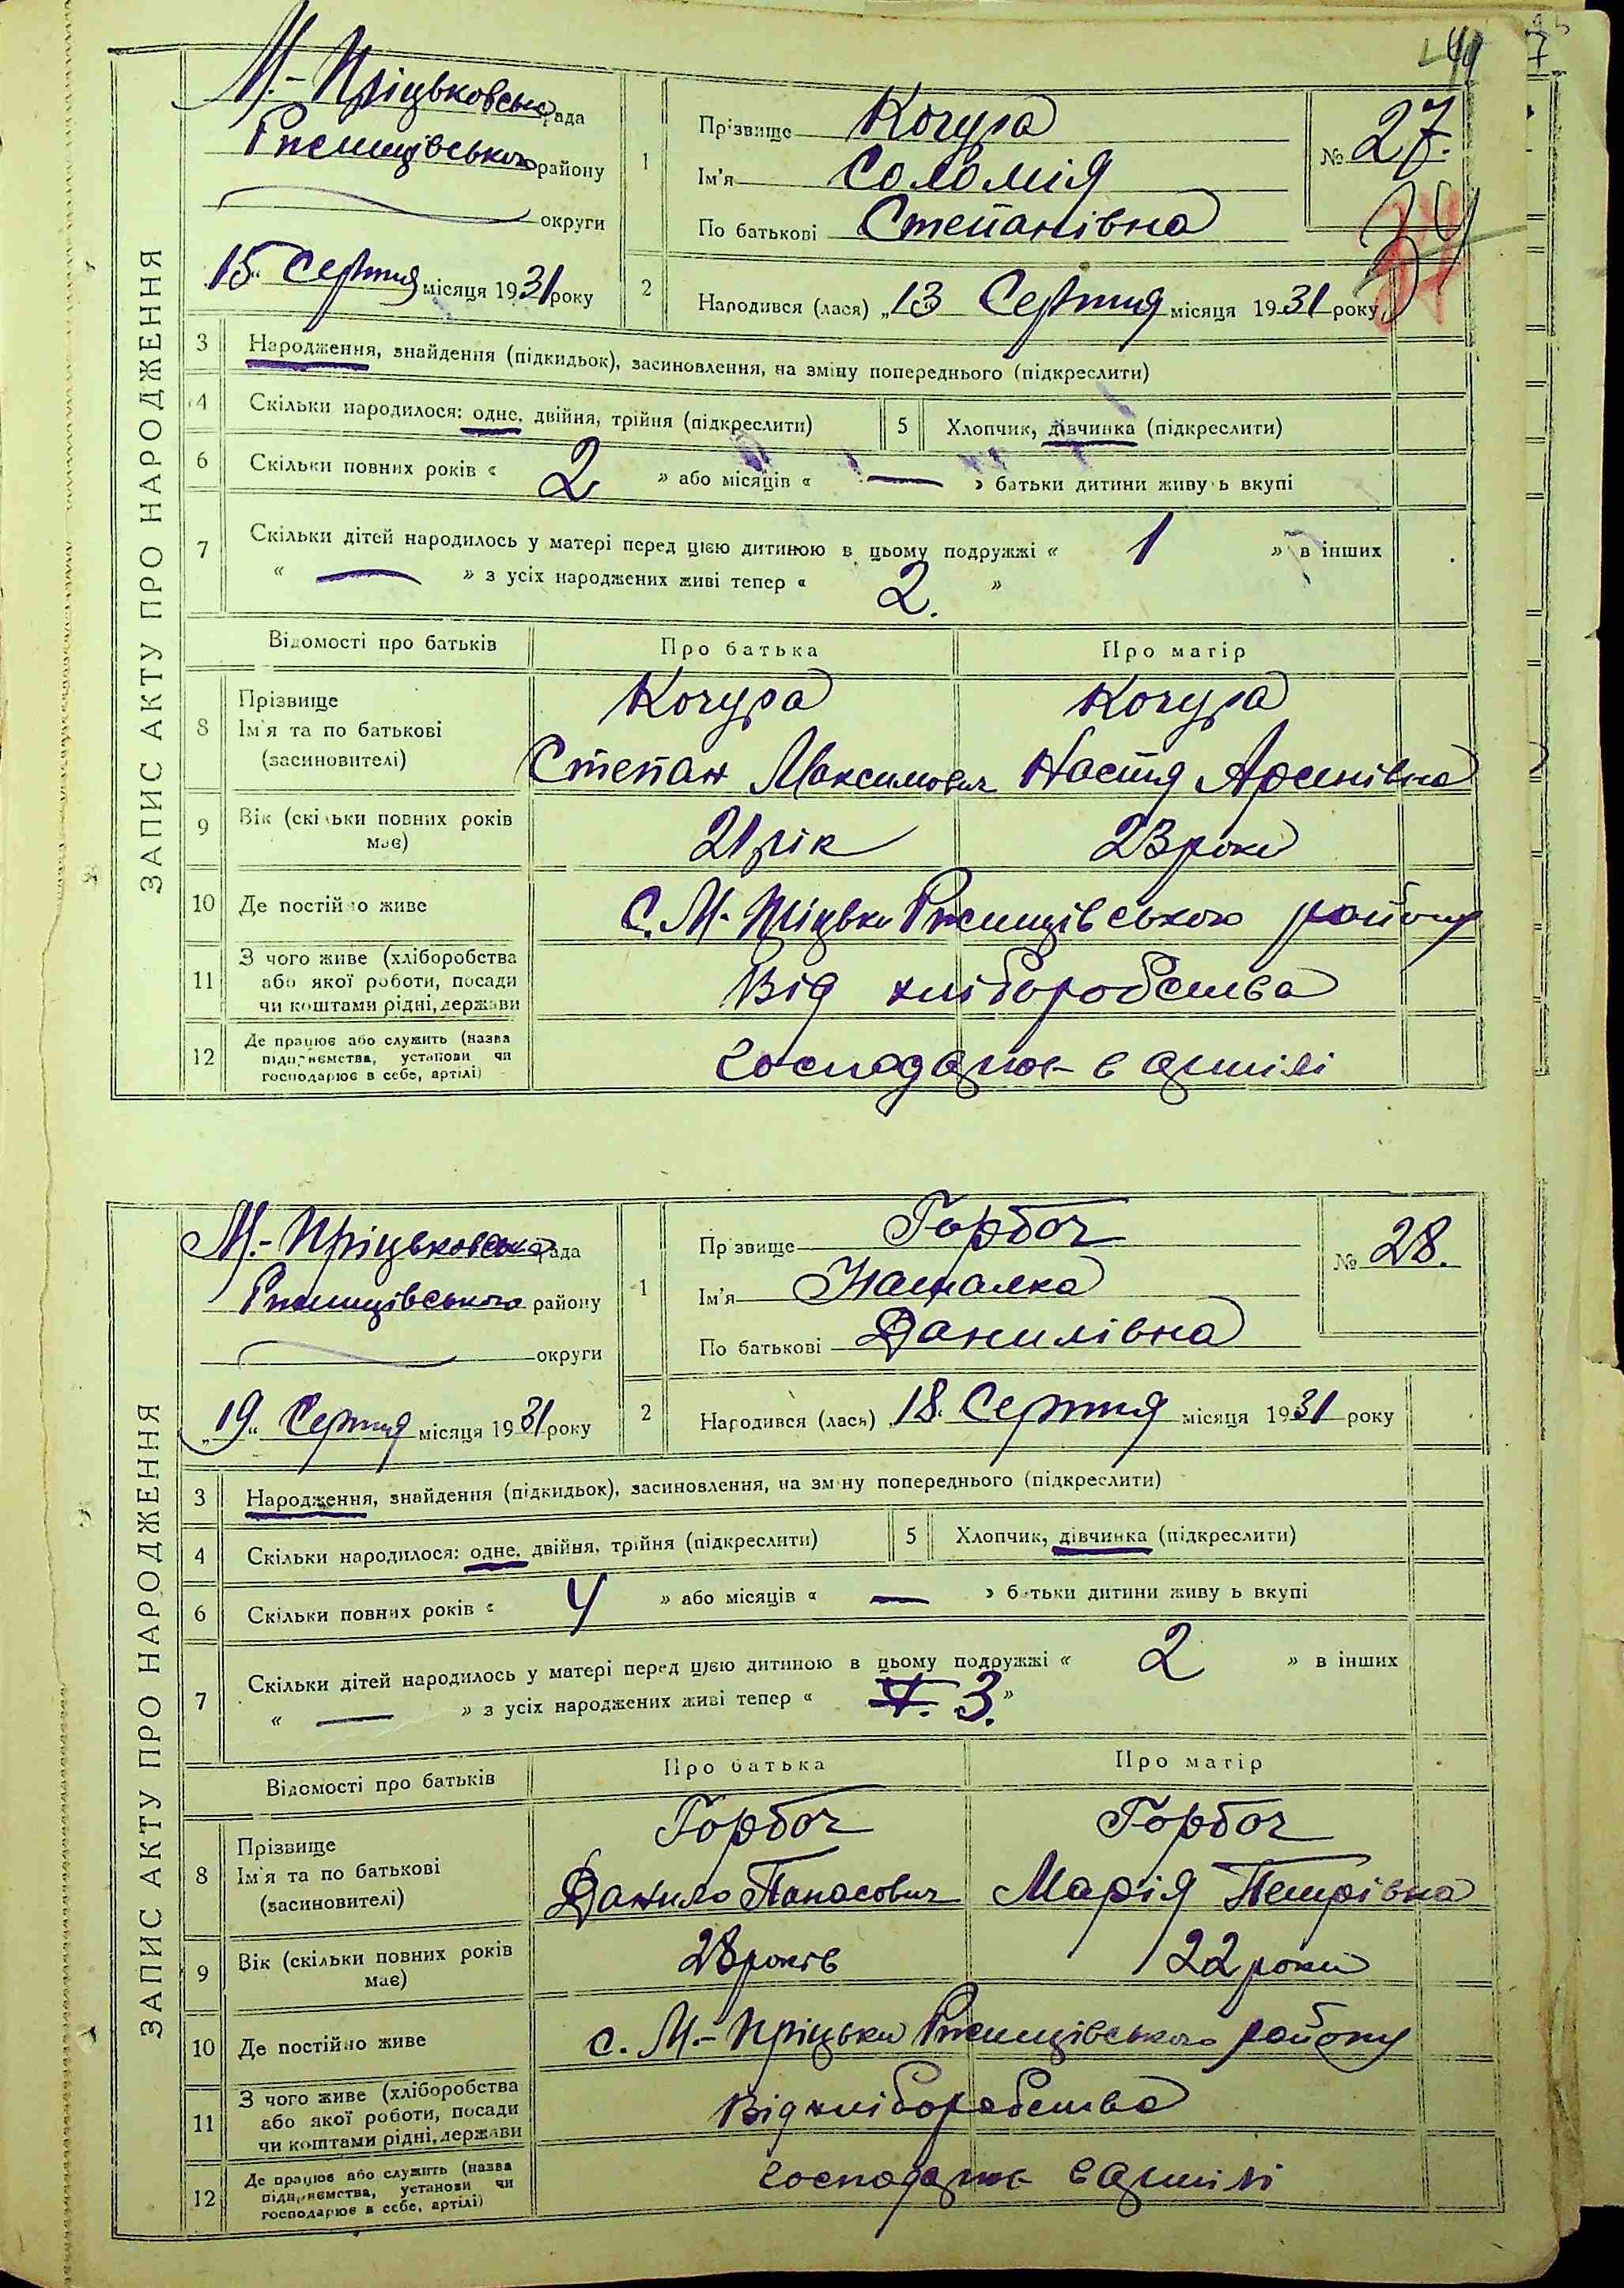 ЗАПИС АКТУ ПРО НАРОДЖЕННЯ
М.-Пріцьковська рада
Ржищівського району
округи
„15“ Серпня місяця 1931 року
1
Прізвище Кочура
Ім'я Соломія
По батькові Степанівна
№ 27.
2
Народився (лася) „13 Серпня місяця 1931 року
3 Народження, знайдення (підкидьок), засиновлення, на зміну попереднього (підкреслити)
4 Скільки народилося: одне, двійня, трійня (підкреслити)
5 Хлопчик, дівчинка (підкреслити)
6 Скільки повних років « 2 » або місяців « — » батьки дитини живуть вкупі
7 Скільки дітей народилось у матері перед цією дитиною в цьому подружжі « 1 » в інших
« — » з усіх народжених живі тепер « 2. »
Відомості про батьків Про батька Про матір
8 Прізвище Кочура Кочура
Ім'я та по батькові
(засиновителі) Степан Максимович Настя Арсенівна
9 Вік (скільки повних років має) 21 рік 23 роки
10 Де постійно живе С. М-Пріцьки Ржищівського району
11 З чого живе (хліборобства
або якої роботи, посади
чи коштами рідні, держави Від хліборобства
12 Де працює або служить (назва
підприємства, установи чи
господарює в себе, артілі) господарює в артілі
ЗАПИС АКТУ ПРО НАРОДЖЕННЯ
М.-Пріцьковська рада
Ржищівського району
округи
„19“ Серпня місяця 1931 року
1
Прізвище Горбач
Ім'я Наталка
По батькові Данилівна
№ 28.
2
Народився (лася) „18“ Серпня місяця 1931 року
3 Народження, знайдення (підкидьок), засиновлення, на зміну попереднього (підкреслити)
4 Скільки народилося: одне, двійня, трійня (підкреслити)
5 Хлопчик, дівчинка (підкреслити)
6 Скільки повних років « 4 » або місяців « — » батьки дитини живуть вкупі
7 Скільки дітей народилось у матері перед цією дитиною в цьому подружжі « 2 » в інших
« — » з усіх народжених живі тепер « 3. »
Відомості про батьків Про батька Про матір
8 Прізвище Горбач Горбач
Ім'я та по батькові
(засиновителі) Данило Панасович Марія Петрівна
9 Вік (скільки повних років має) 28 років 22 роки
10 Де постійно живе с. М.-Пріцьки Ржищівського району
11 З чого живе (хліборобства
або якої роботи, посади
чи коштами рідні, держави Від хліборобства
12 Де працює або служить (назва
підприємства, установи чи
господарює в себе, артілі) господарює в артілі